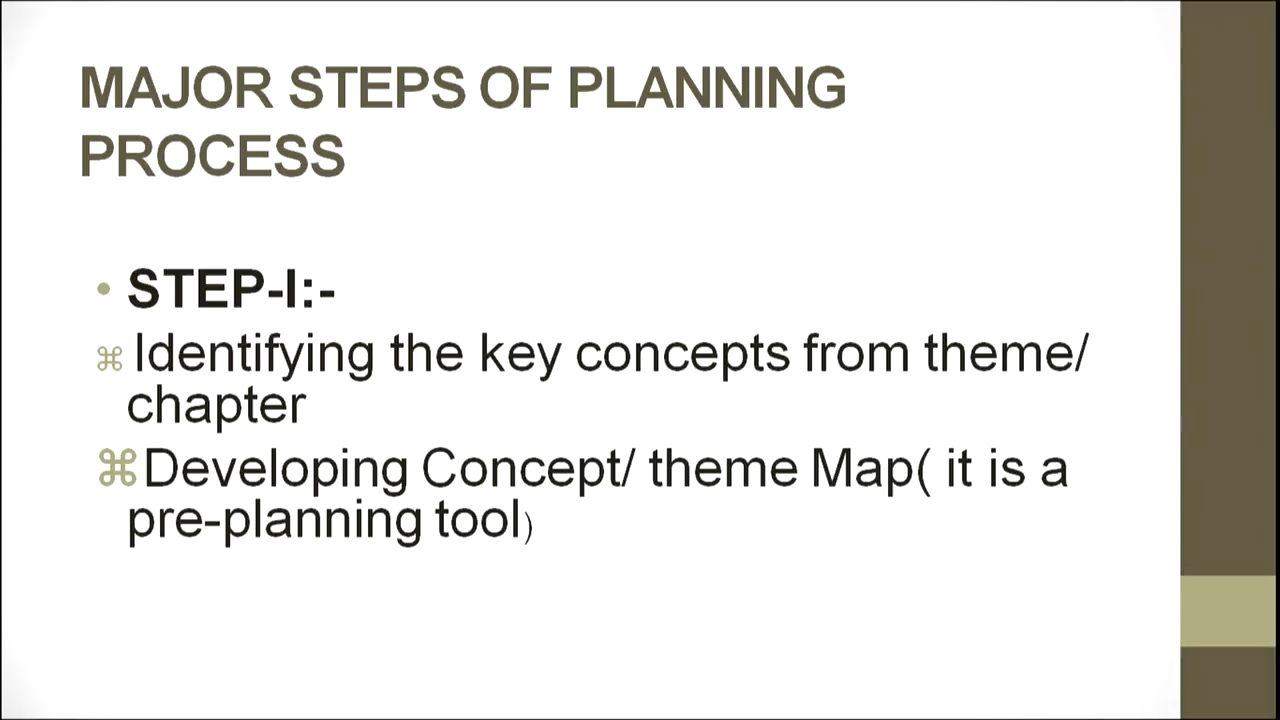 MAJOR STEPS OF PLANNING
PROCESS
• STEP-I:-
⌘ Identifying the key concepts from theme/
chapter
⌘Developing Concept/ theme Map( it is a
pre-planning tool)